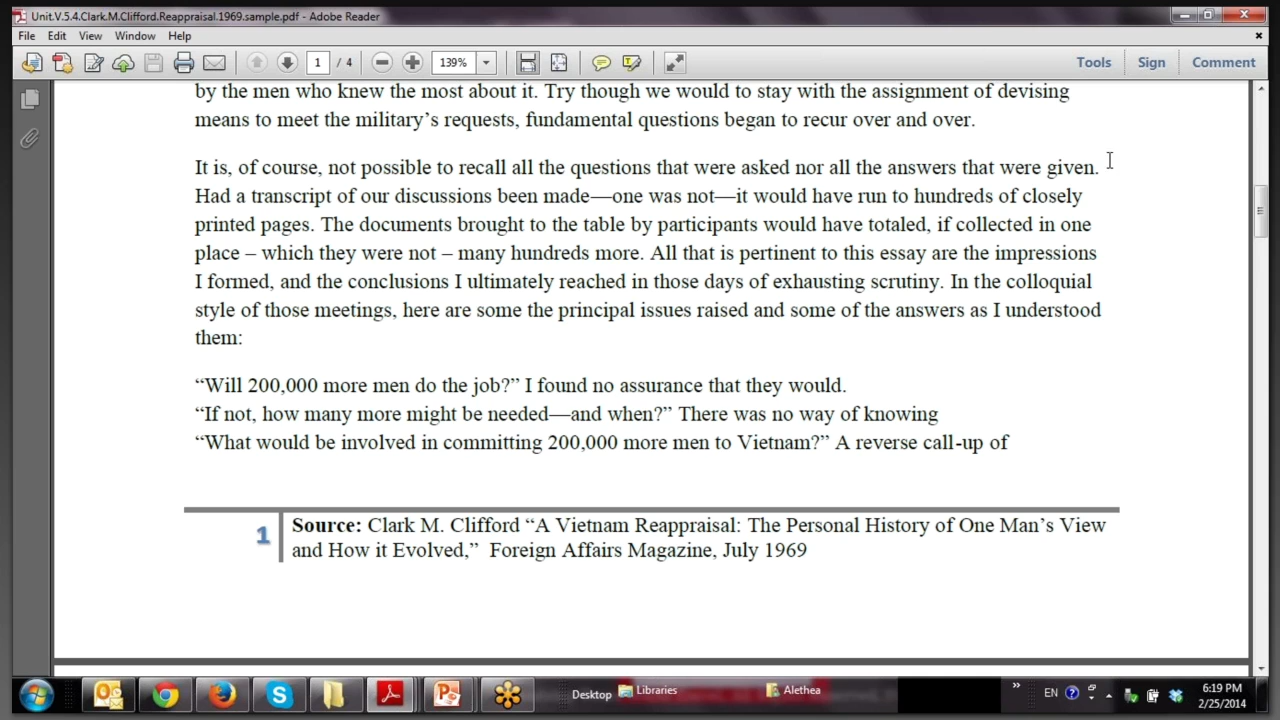 Unit.V.5.4.Clark.M.Clifford.Reappraisal.1969.sample.pdf - Adobe Reader
File Edit View Window Help
1 / 4 139% Tools Sign Comment
by the men who knew the most about it. Try though we would to stay with the assignment of devising
means to meet the military’s requests, fundamental questions began to recur over and over.
It is, of course, not possible to recall all the questions that were asked nor all the answers that were given.
Had a transcript of our discussions been made—one was not—it would have run to hundreds of closely
printed pages. The documents brought to the table by participants would have totaled, if collected in one
place – which they were not – many hundreds more. All that is pertinent to this essay are the impressions
I formed, and the conclusions I ultimately reached in those days of exhausting scrutiny. In the colloquial
style of those meetings, here are some the principal issues raised and some of the answers as I understood
them:
“Will 200,000 more men do the job?” I found no assurance that they would.
“If not, how many more might be needed—and when?” There was no way of knowing
“What would be involved in committing 200,000 more men to Vietnam?” A reverse call-up of
1 Source: Clark M. Clifford “A Vietnam Reappraisal: The Personal History of One Man’s View
and How it Evolved,” Foreign Affairs Magazine, July 1969
Desktop Libraries Alethea EN 6:19 PM
2/25/2014